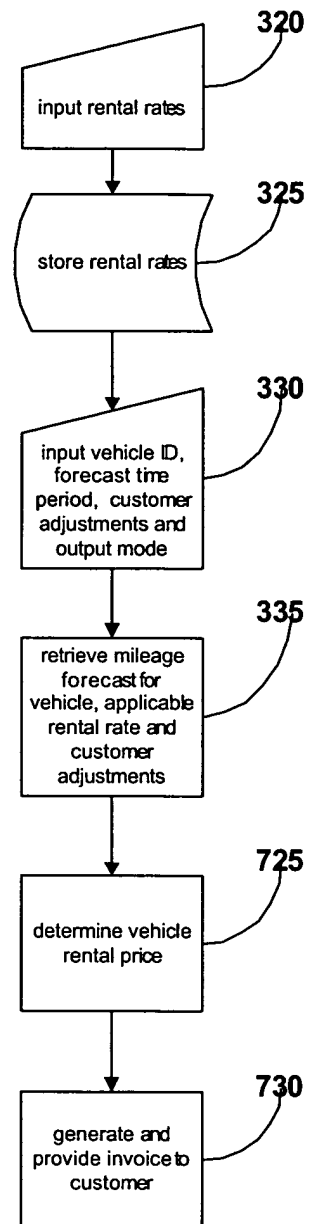 320
input rental rates
325
store rental rates
330
input vehicle ID,
forecast time
period, customer
adjustments and
output mode
335
retrieve mileage
forecast for
vehicle, applicable
rental rate and
customer
adjustments
725
determine vehicle
rental price
730
generate and
provide invoice to
customer